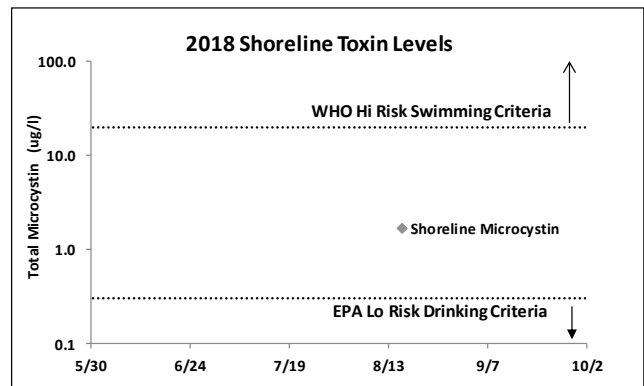 2018 Shoreline Toxin Levels
100.0
WHO Hi Risk Swimming Criteria
10.0
Total Microcystin (ug/l)
Shoreline Microcystin
1.0
EPA Lo Risk Drinking Criteria
0.1
5/30 6/24 7/19 8/13 9/7 10/2